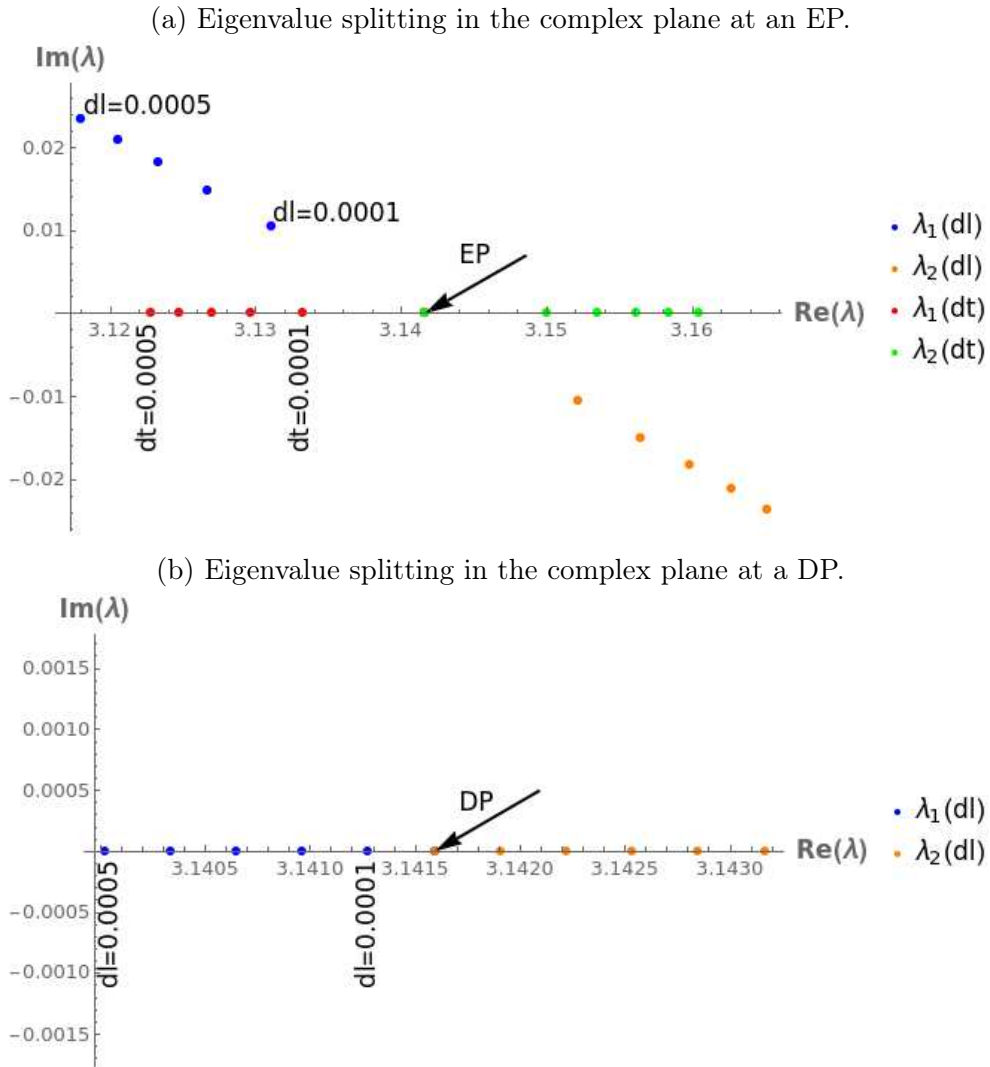 (a) Eigenvalue splitting in the complex plane at an EP.
Im(λ)
dl=0.0005
0.02
dl=0.0001
0.01
EP
3.12 3.13 3.14 3.15 3.16 Re(λ)
dt=0.0005
dt=0.0001
−0.01
−0.02
λ₁(dl)
λ₂(dl)
λ₁(dt)
λ₂(dt)
(b) Eigenvalue splitting in the complex plane at a DP.
Im(λ)
0.0015
0.0010
0.0005
DP
3.1405 3.1410 3.1415 3.1420 3.1425 3.1430 Re(λ)
dl=0.0005
dl=0.0001
−0.0005
−0.0010
−0.0015
λ₁(dl)
λ₂(dl)